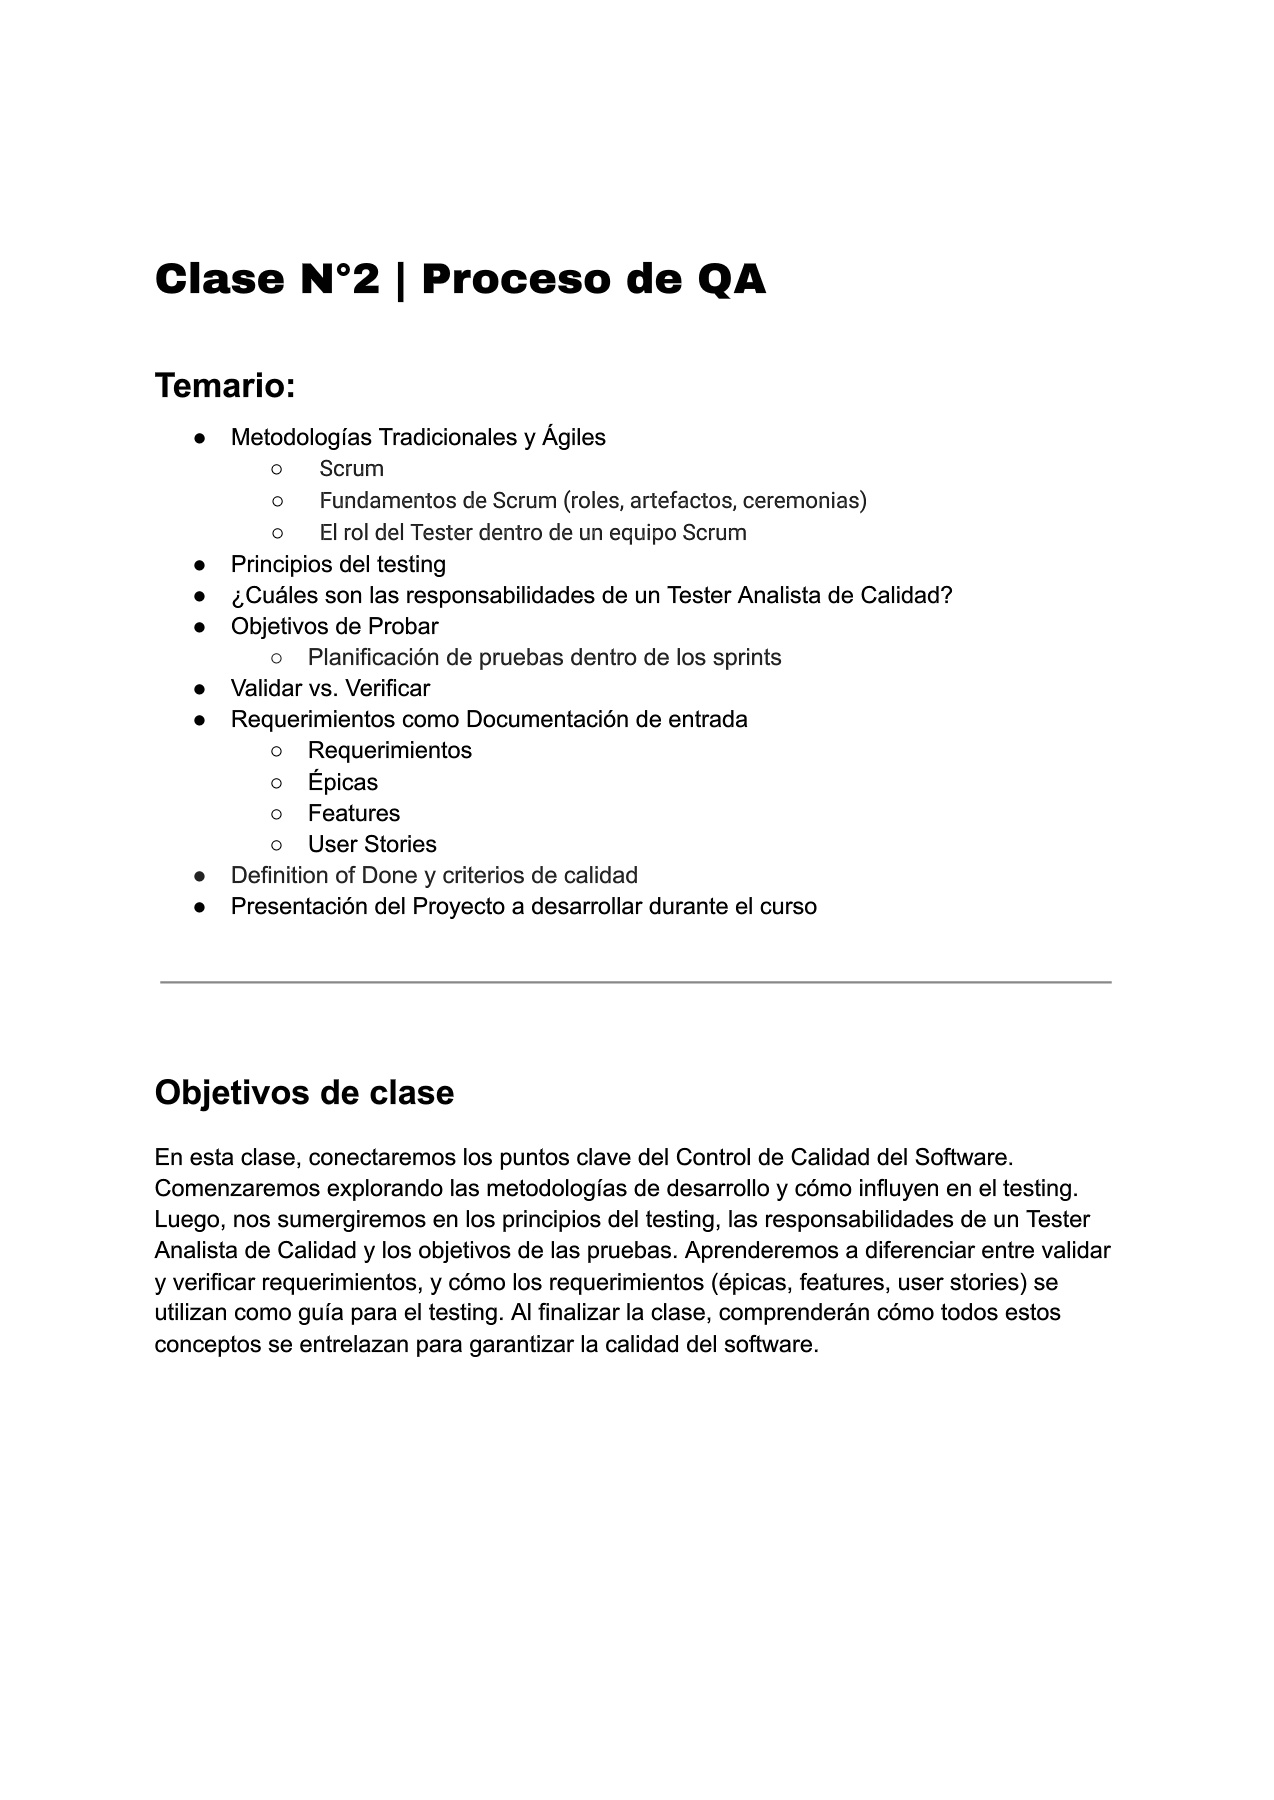 Clase N°2 | Proceso de QA
Temario:
● Metodologías Tradicionales y Ágiles
○ Scrum
○ Fundamentos de Scrum (roles, artefactos, ceremonias)
○ El rol del Tester dentro de un equipo Scrum
● Principios del testing
● ¿Cuáles son las responsabilidades de un Tester Analista de Calidad?
● Objetivos de Probar
○ Planificación de pruebas dentro de los sprints
● Validar vs. Verificar
● Requerimientos como Documentación de entrada
○ Requerimientos
○ Épicas
○ Features
○ User Stories
● Definition of Done y criterios de calidad
● Presentación del Proyecto a desarrollar durante el curso
Objetivos de clase
En esta clase, conectaremos los puntos clave del Control de Calidad del Software.
Comenzaremos explorando las metodologías de desarrollo y cómo influyen en el testing.
Luego, nos sumergiremos en los principios del testing, las responsabilidades de un Tester
Analista de Calidad y los objetivos de las pruebas. Aprenderemos a diferenciar entre validar
y verificar requerimientos, y cómo los requerimientos (épicas, features, user stories) se
utilizan como guía para el testing. Al finalizar la clase, comprenderán cómo todos estos
conceptos se entrelazan para garantizar la calidad del software.